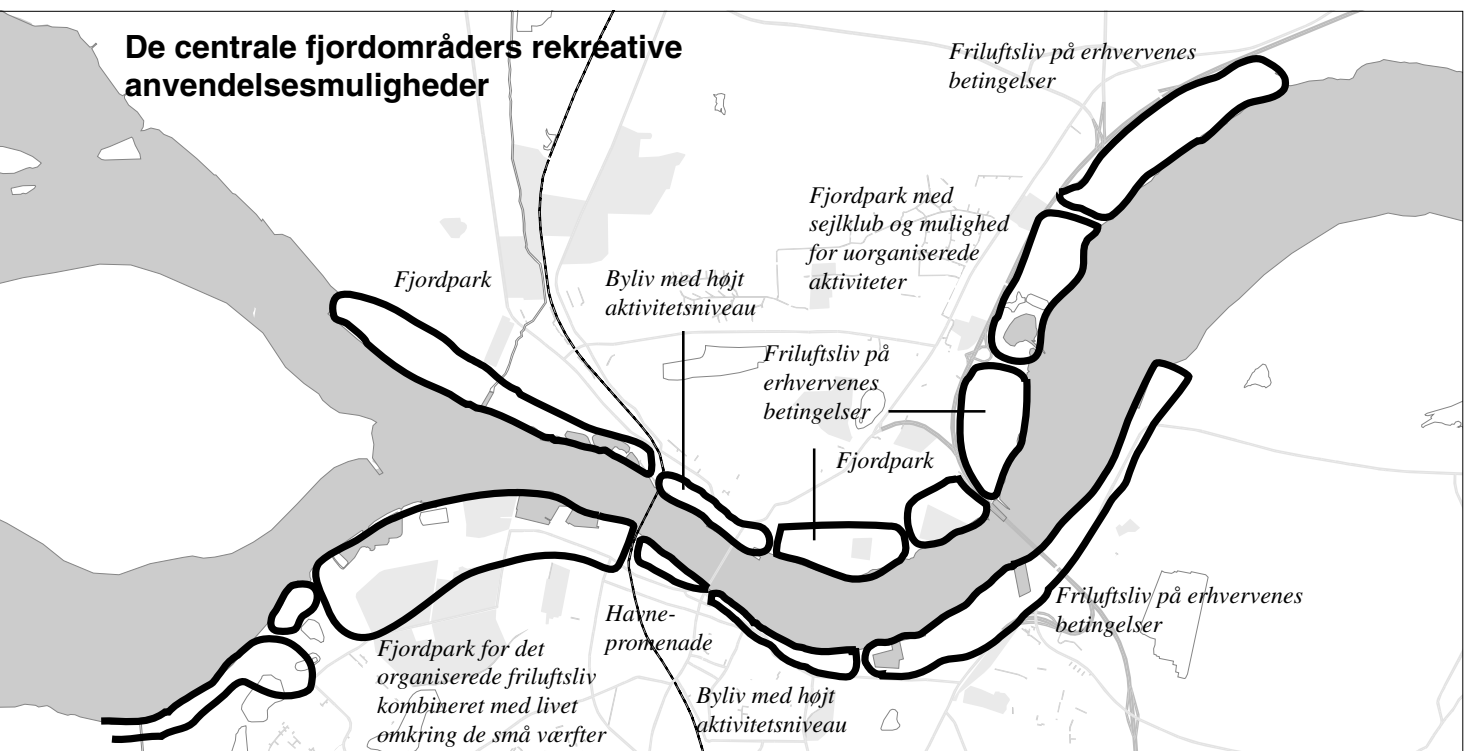 De centrale fjordområders rekreative
anvendelsesmuligheder
Friluftsliv på erhvervenes
betingelser
Fjordpark med
sejlklub og mulighed
for uorganiserede
aktiviteter
Fjordpark
Byliv med højt
aktivitetsniveau
Friluftsliv på
erhvervenes
betingelser
Fjordpark
Friluftsliv på erhvervenes
betingelser
Havne-
promenade
Fjordpark for det
organiserede friluftsliv
kombineret med livet
omkring de små værfter
Byliv med højt
aktivitetsniveau